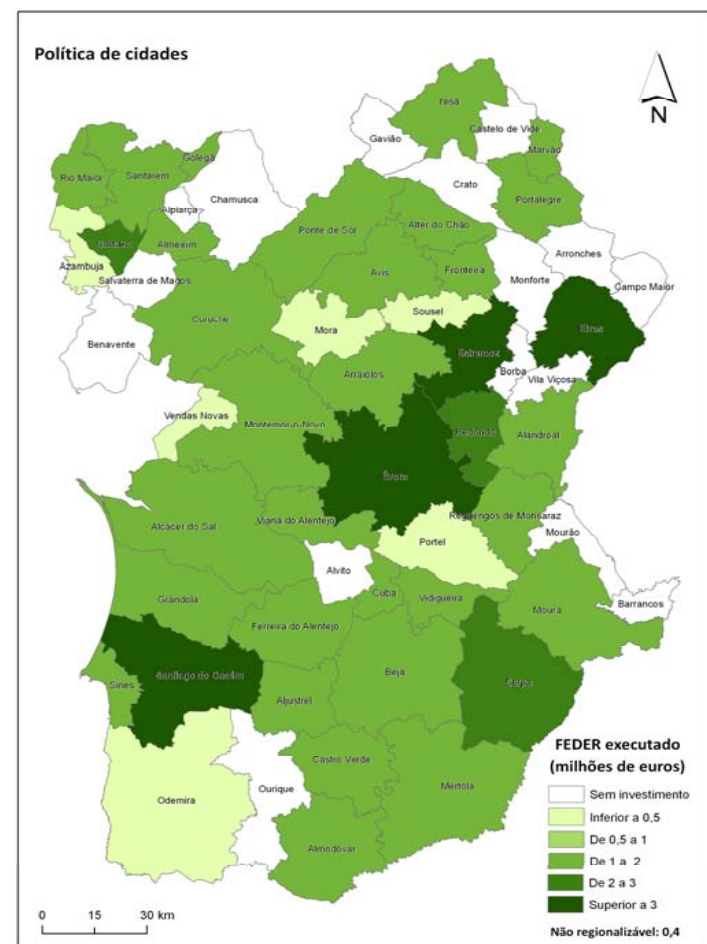 Política de cidades
N
Nisa
Gavião
Castelo de Vide
Marvão
Golegã
Santarém
Rio Maior
Chamusca
Crato
Alpiarça
Portalegre
Ponte de Sôr
Alter do Chão
Cartaxo
Almeirim
Arronches
Azambuja
Avis
Fronteira
Monforte
Salvaterra de Magos
Campo Maior
Sousel
Coruche
Mora
Elvas
Benavente
Estremoz
Borba
Arraiolos
Vila Viçosa
Vendas Novas
Montemor-o-Novo
Redondo
Alandroal
Évora
Reguengos de Monsaraz
Viana do Alentejo
Alcácer do Sal
Mourão
Portel
Alvito
Cuba
Vidigueira
Grândola
Barrancos
Moura
Ferreira do Alentejo
Santiago do Cacém
Beja
Serpa
Sines
Aljustrel
Castro Verde
Ourique
Mértola
Odemira
Almodôvar
FEDER executado
(milhões de euros)
Sem investimento
Inferior a 0,5
De 0,5 a 1
De 1 a 2
De 2 a 3
Superior a 3
0 15 30 km
Não regionalizável: 0,4